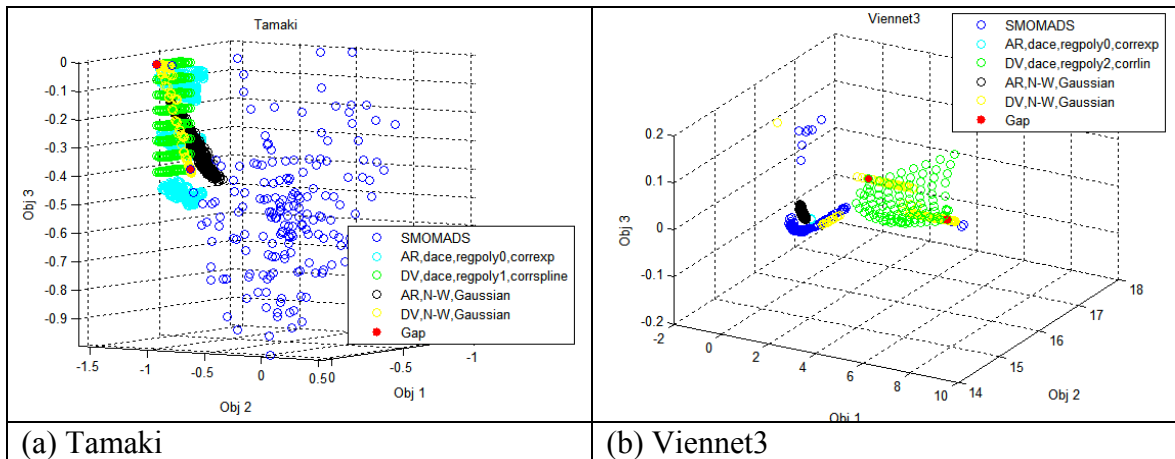 Tamaki
0
-0.1
-0.2
-0.3
-0.4
-0.5
-0.6
-0.7
-0.8
-0.9
Obj 3
-1.5
-1
-0.5
0
0.50
-0.5
-1
Obj 2
Obj 1
SMOMADS
AR,dace,regpoly0,correxp
DV,dace,regpoly1,corrspline
AR,N-W,Gaussian
DV,N-W,Gaussian
Gap
(a) Tamaki
Viennet3
0.2
0.1
0
-0.1
-0.2
Obj 3
-2
0
2
4
6
8
10
14
15
16
17
18
Obj 1
Obj 2
SMOMADS
AR,dace,regpoly0,correxp
DV,dace,regpoly2,corrlin
AR,N-W,Gaussian
DV,N-W,Gaussian
Gap
(b) Viennet3